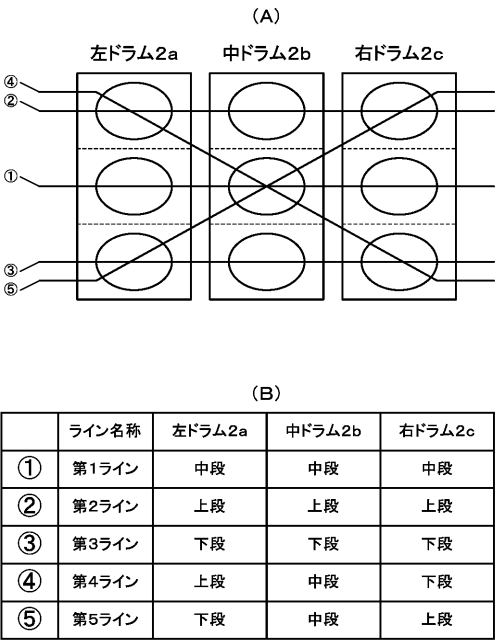 (A)
左ドラム2a 中ドラム2b 右ドラム2c
④
②
①
③
⑤
(B)
ライン名称 左ドラム2a 中ドラム2b 右ドラム2c
① 第1ライン 中段 中段 中段
② 第2ライン 上段 上段 上段
③ 第3ライン 下段 下段 下段
④ 第4ライン 上段 中段 下段
⑤ 第5ライン 下段 中段 上段